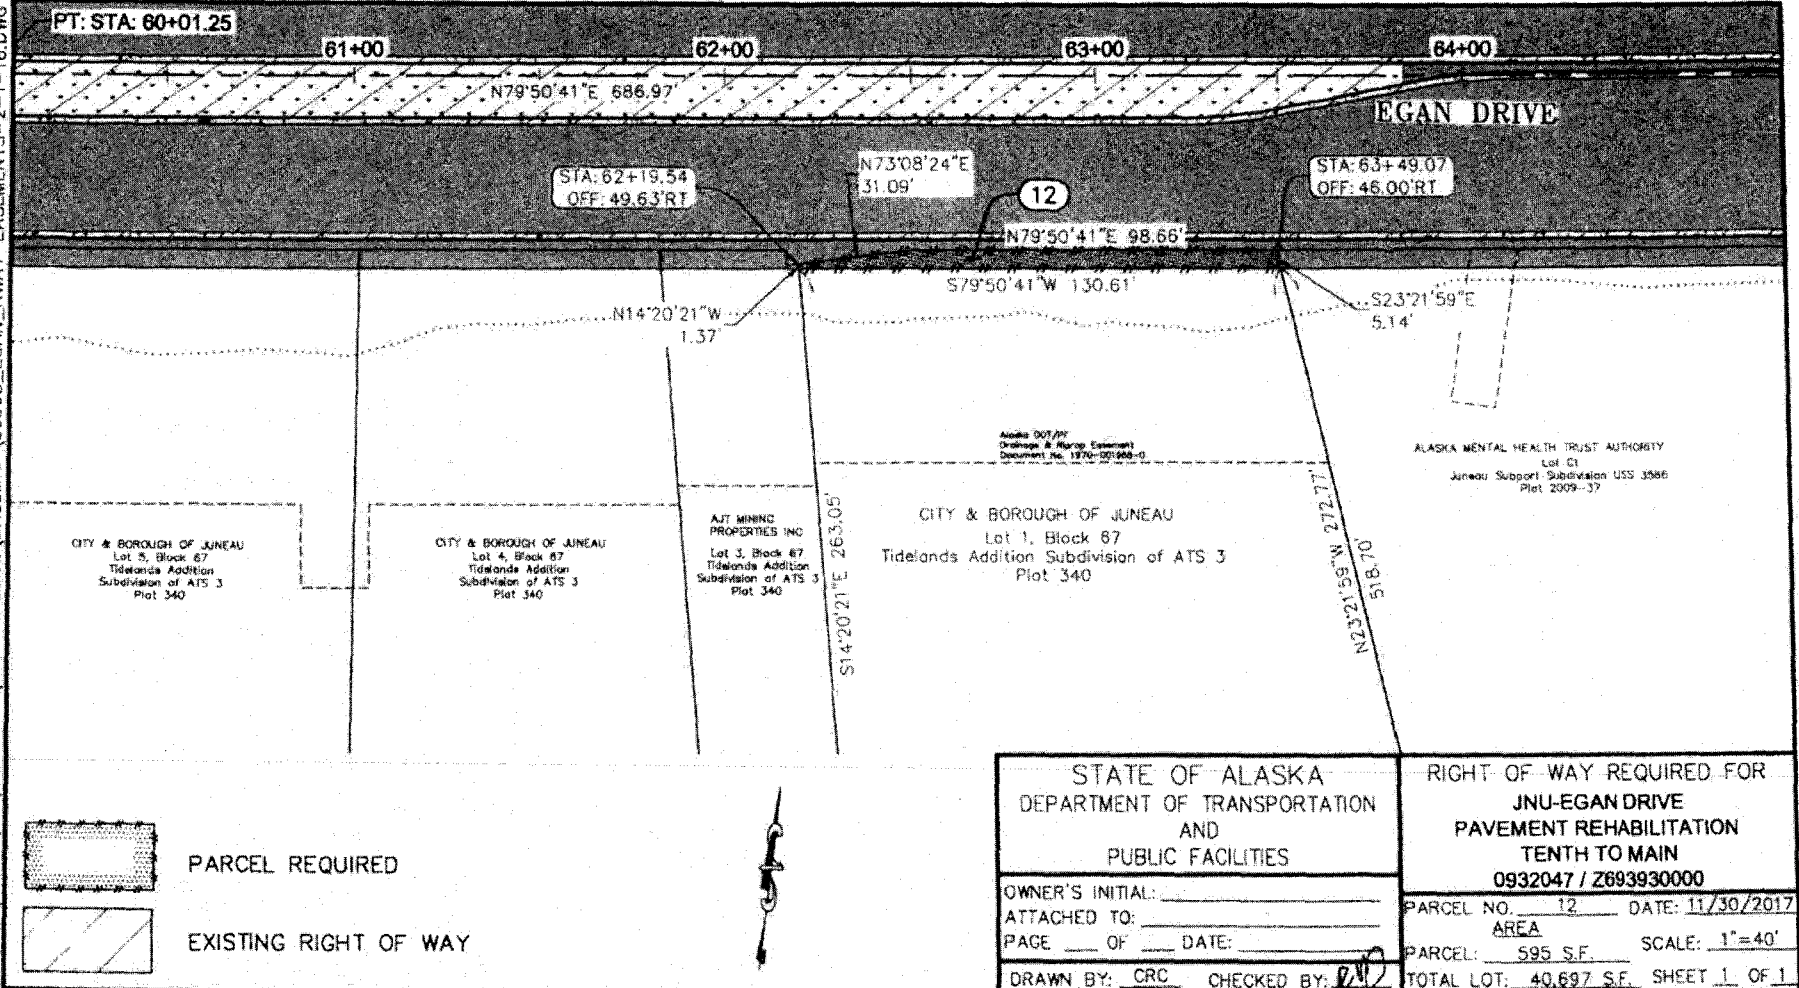 PT: STA: 60+01.25
61+00
62+00
63+00
64+00
N79°50'41"E 686.97'
EGAN DRIVE
STA: 62+19.54
OFF: 49.63'RT
N73°08'24"E
31.09'
12
STA: 63+49.07
OFF: 46.00'RT
N79°50'41"E 98.66'
S79°50'41"W 130.61'
N14°20'21"W
1.37'
S23°21'59"E
5.14'
Alaska DOT/PF
Drainage & Riprap Easement
ALASKA MENTAL HEALTH TRUST AUTHORITY
Lot C1
Juneau Support Subdivision USS 3566
Plat 2009-37
CITY & BOROUGH OF JUNEAU
Lot 5, Block 67
Tidelands Addition
Subdivision of ATS 3
Plat 340
CITY & BOROUGH OF JUNEAU
Lot 4, Block 67
Tidelands Addition
Subdivision of ATS 3
Plat 340
AJT MINING
PROPERTIES INC
Lot 3, Block 67
Tidelands Addition
Subdivision of ATS 3
Plat 340
S14°20'21"E 263.05'
CITY & BOROUGH OF JUNEAU
Lot 1, Block 67
Tidelands Addition Subdivision of ATS 3
Plat 340
N23°21'59"W 272.77'
518.70'
PARCEL REQUIRED
EXISTING RIGHT OF WAY
STATE OF ALASKA
DEPARTMENT OF TRANSPORTATION
AND
PUBLIC FACILITIES
OWNER'S INITIAL:
ATTACHED TO:
PAGE OF DATE:
DRAWN BY: CRC CHECKED BY:
RIGHT OF WAY REQUIRED FOR
JNU-EGAN DRIVE
PAVEMENT REHABILITATION
TENTH TO MAIN
0932047 / Z693930000
PARCEL NO. 12 DATE: 11/30/2017
AREA
PARCEL: 595 S.F. SCALE: 1"=40'
TOTAL LOT: 40,697 S.F. SHEET 1 OF 1